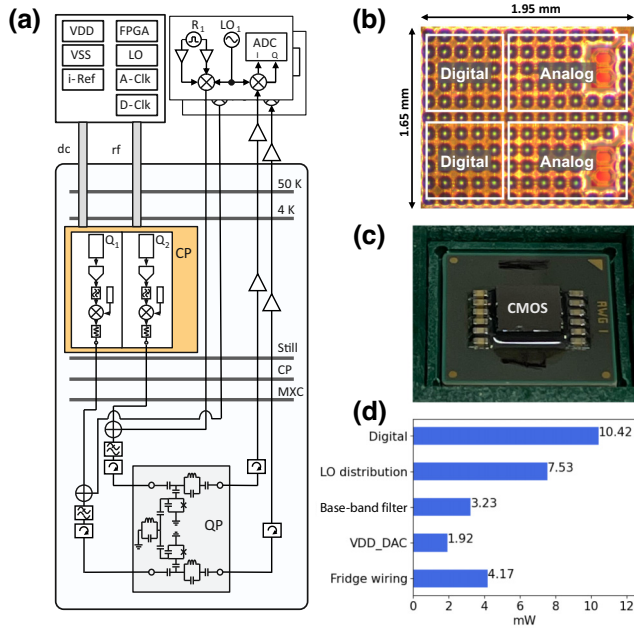 (a)
VDD
FPGA
VSS
LO
i-Ref
A-Clk
D-Clk
dc
rf
R1
LO1
ADC
I
Q
50 K
4 K
Q1
Q2
CP
Still
CP
MXC
QP
(b)
1.95 mm
1.65 mm
Digital
Analog
Digital
Analog
(c)
CMOS
AWG I
(d)
Digital
10.42
LO distribution
7.53
Base-band filter
3.23
VDD_DAC
1.92
Fridge wiring
4.17
0 2 4 6 8 10 12
mW